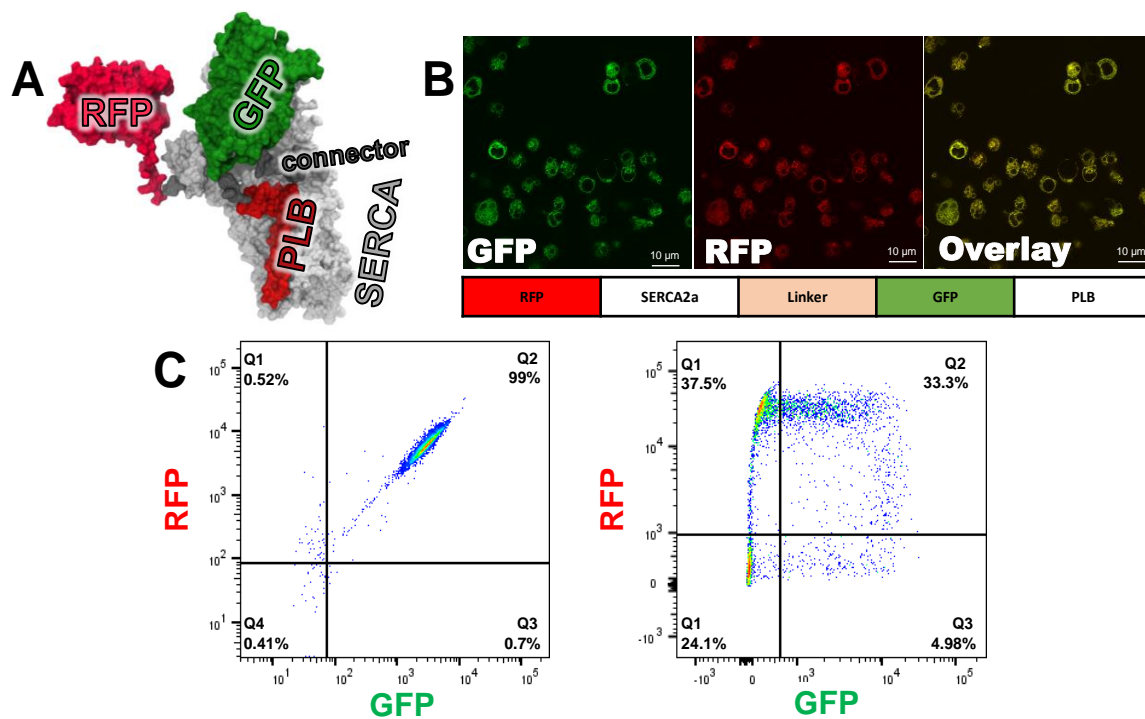 A
RFP
GFP
connector
PLB
SERCA
B
GFP
10 µm
RFP
10 µm
Overlay
10 µm
RFP
SERCA2a
Linker
GFP
PLB
C
Q1
0.52%
Q2
99%
Q4
0.41%
Q3
0.7%
10⁵
10⁴
10³
10²
10¹
RFP
10¹
10²
10³
10⁴
10⁵
GFP
Q1
37.5%
Q2
33.3%
Q1
24.1%
Q3
4.98%
10⁵
10⁴
10³
0
-10³
RFP
-10³
0
10³
10⁴
10⁵
GFP